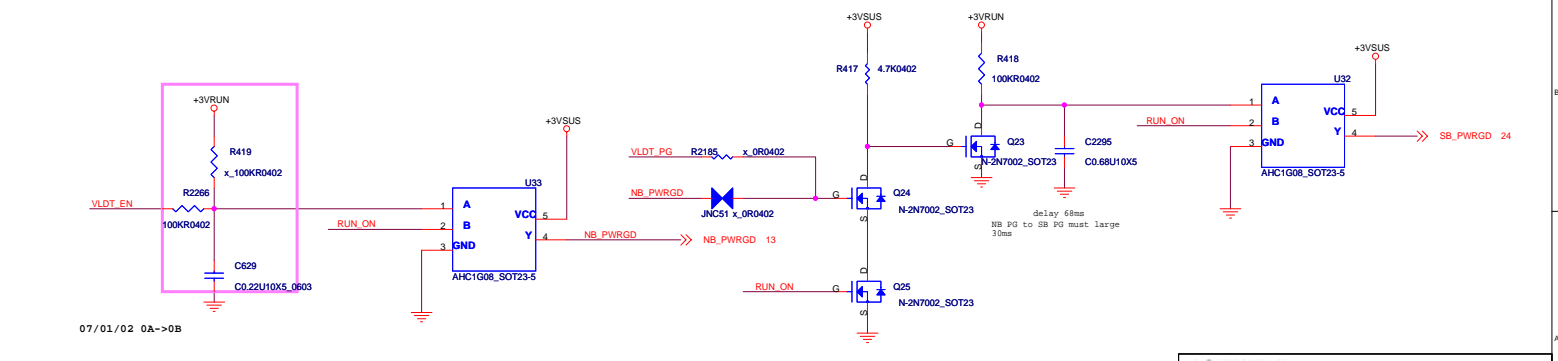 +3VRUN
R419
x_100KR0402
R2266
VLDT_EN
100KR0402
C629
C0.22U10X5_0603
07/01/02 0A->0B
+3VSUS
U33
1
A
VCC
5
RUN_ON
2
B
3
GND
Y
4
AHC1G08_SOT23-5
NB_PWRGD
NB_PWRGD 13
+3VSUS
R417
4.7K0402
VLDT_PG
R2185
x_0R0402
NB_PWRGD
JNC51 x_0R0402
D
G
S
Q24
N-2N7002_SOT23
RUN_ON
D
G
S
Q25
N-2N7002_SOT23
+3VRUN
R418
100KR0402
D
G
S
Q23
N-2N7002_SOT23
C2295
C0.68U10X5
delay 68ms
NB PG to SB PG must large
30ms
+3VSUS
U32
1
A
VCC
5
RUN_ON
2
B
3
GND
Y
4
AHC1G08_SOT23-5
SB_PWRGD 24
B
A